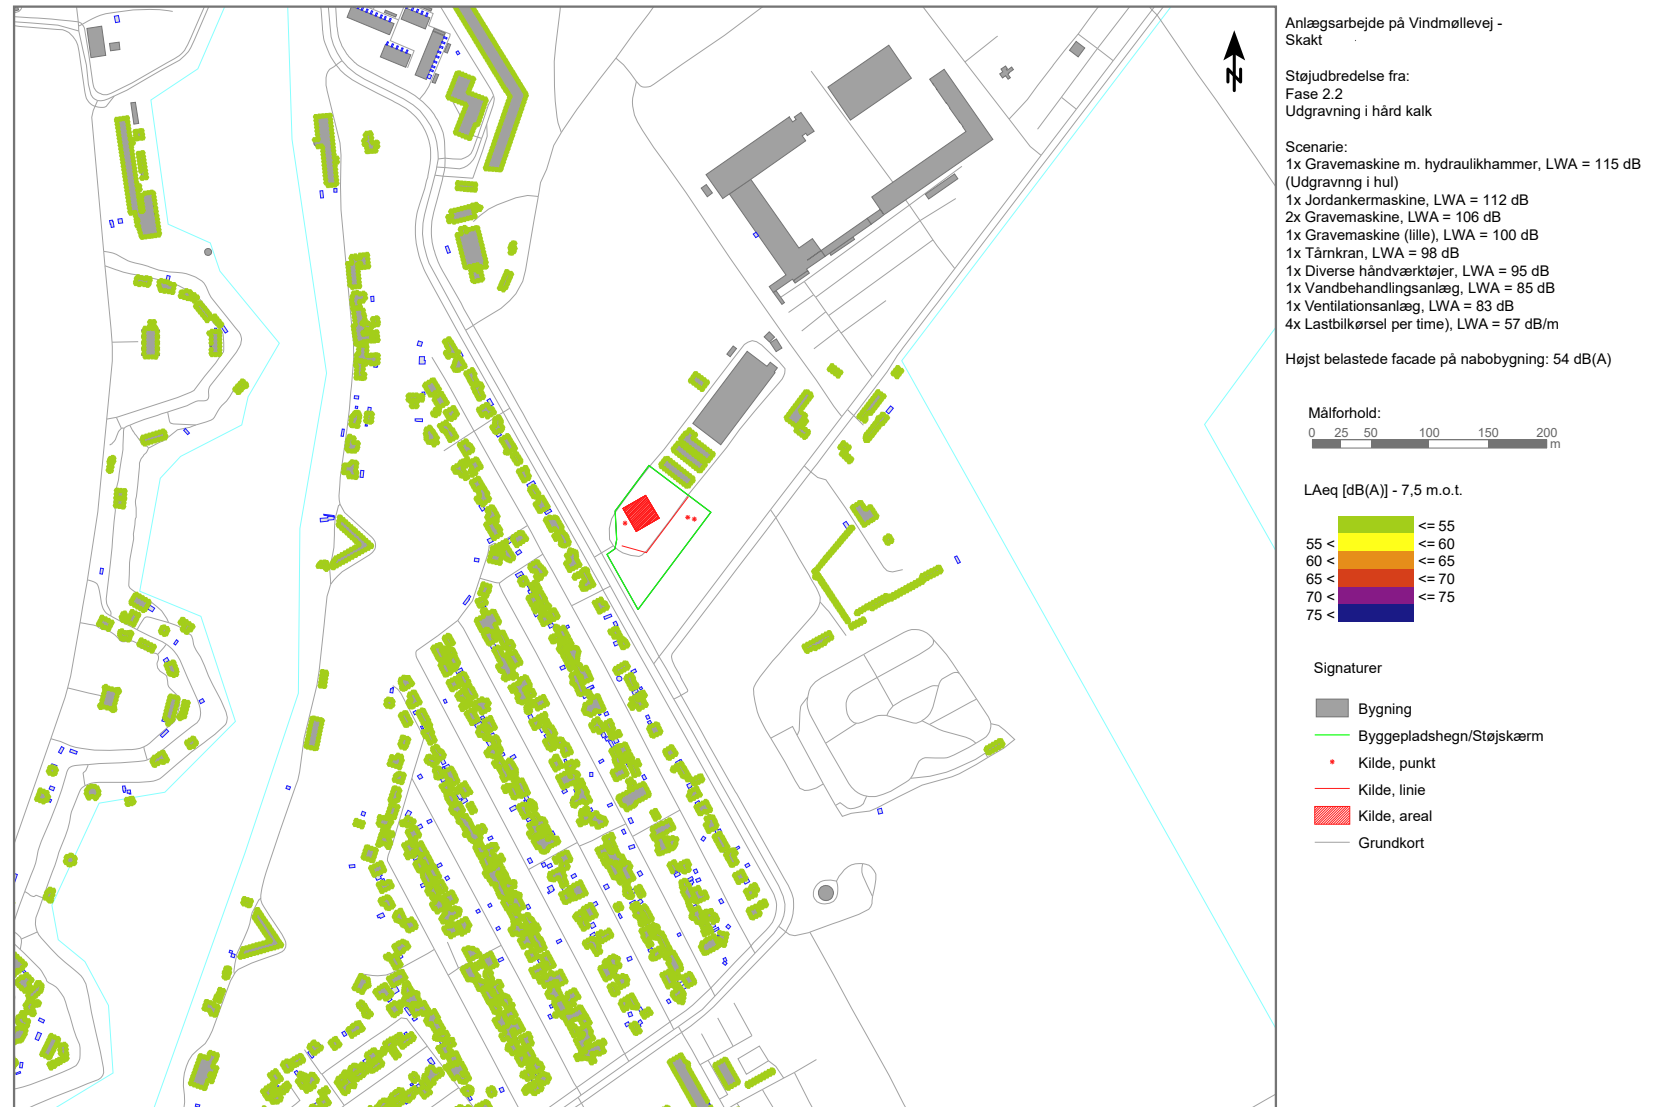 Anlægsarbejde på Vindmøllevej -
Skakt
Støjudbredelse fra:
Fase 2.2
Udgravning i hård kalk
Scenarie:
1x Gravemaskine m. hydraulikhammer, LWA = 115 dB
(Udgravnng i hul)
1x Jordankermaskine, LWA = 112 dB
2x Gravemaskine, LWA = 106 dB
1x Gravemaskine (lille), LWA = 100 dB
1x Tårnkran, LWA = 98 dB
1x Diverse håndværktøjer, LWA = 95 dB
1x Vandbehandlingsanlæg, LWA = 85 dB
1x Ventilationsanlæg, LWA = 83 dB
4x Lastbilkørsel per time), LWA = 57 dB/m
Højst belastede facade på nabobygning: 54 dB(A)
Målforhold:
0 25 50 100 150 200
m
LAeq [dB(A)] - 7,5 m.o.t.
<= 55
55 < <= 60
60 < <= 65
65 < <= 70
70 < <= 75
75 <
Signaturer
Bygning
Byggepladshegn/Støjskærm
Kilde, punkt
Kilde, linie
Kilde, areal
Grundkort
N